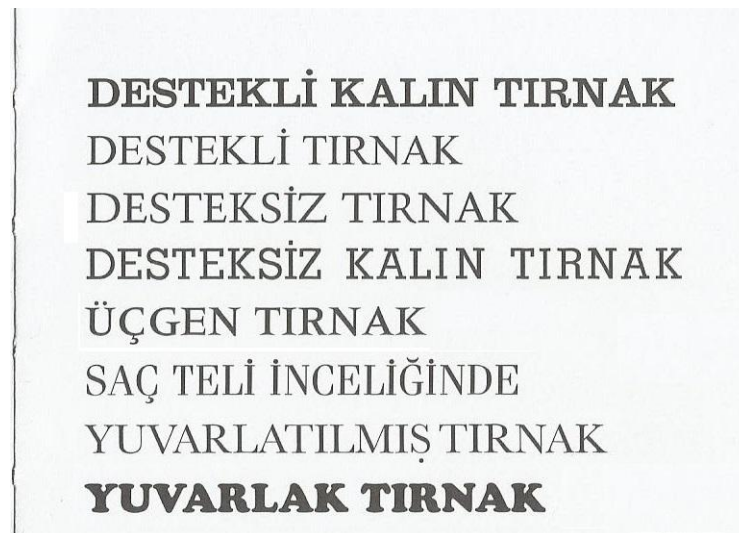 DESTEKLİ KALIN TIRNAK
DESTEKLİ TIRNAK
DESTEKSİZ TIRNAK
DESTEKSİZ KALIN TIRNAK
ÜÇGEN TIRNAK
SAÇ TELİ İNCELİĞİNDE
YUVARLATILMIŞ TIRNAK
YUVARLAK TIRNAK